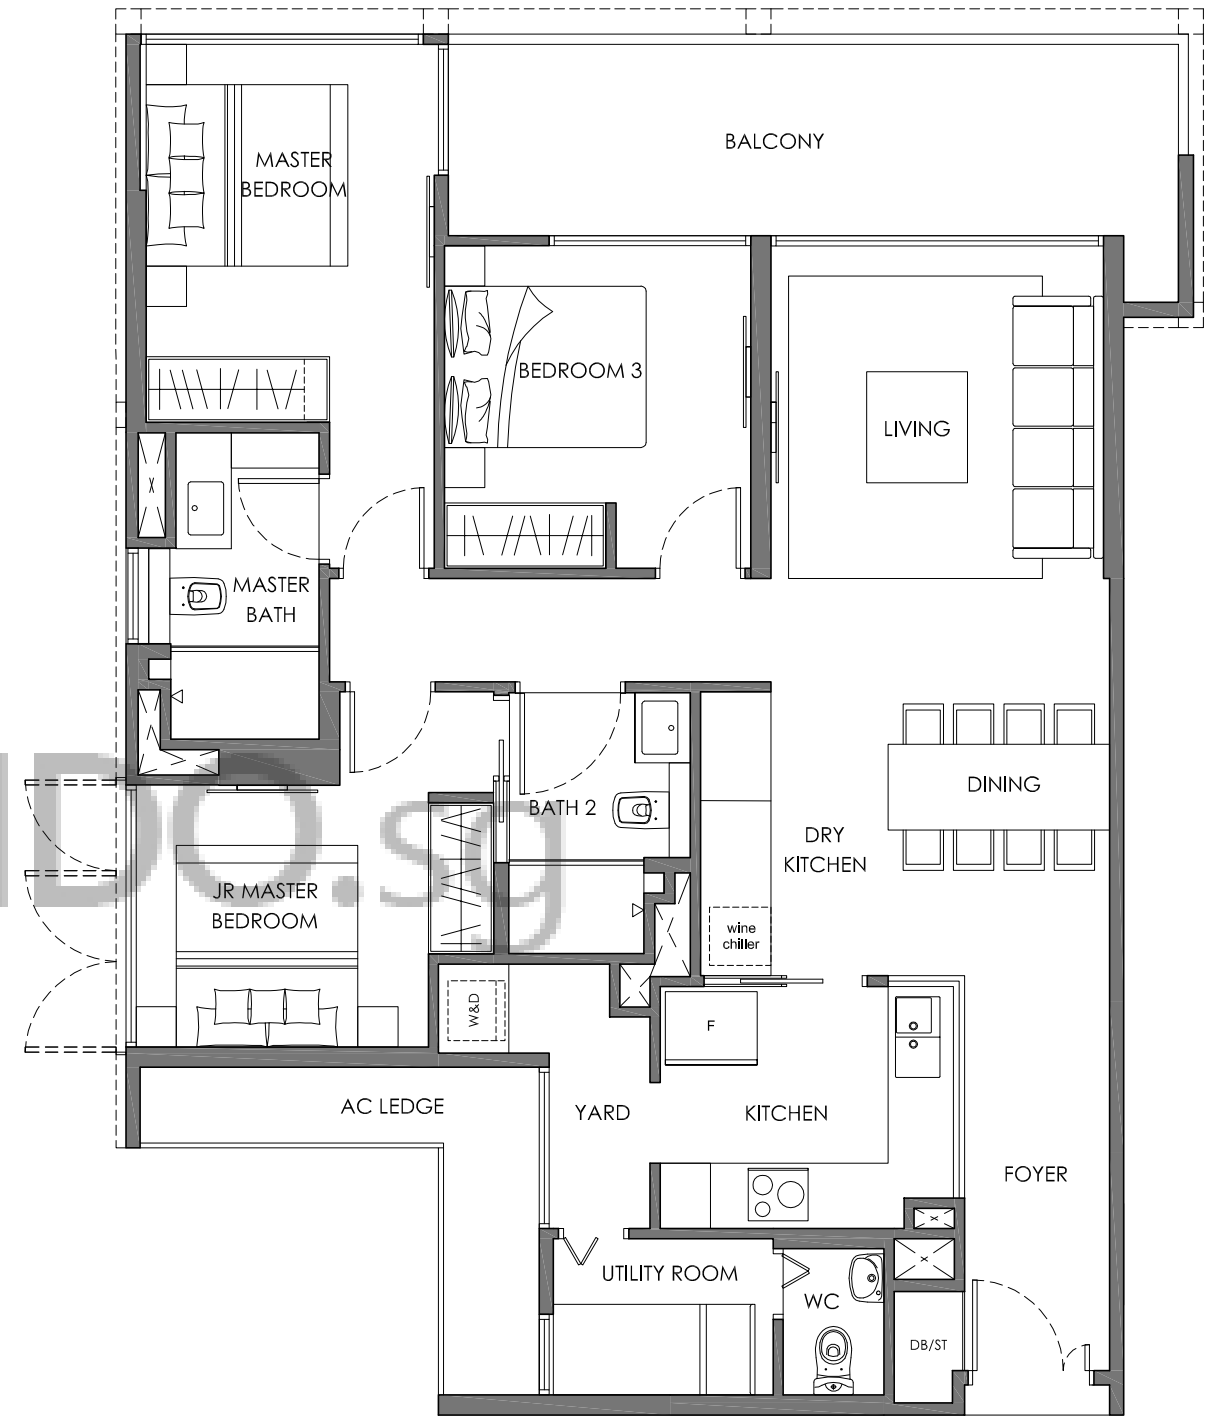 BALCONY
MASTER
BEDROOM
BEDROOM 3
LIVING
MASTER
BATH
DINING
BATH 2
DRY
KITCHEN
JR MASTER
BEDROOM
wine
chiller
W&D
F
AC LEDGE
YARD
KITCHEN
FOYER
UTILITY ROOM
WC
DB/ST
NDO.sg